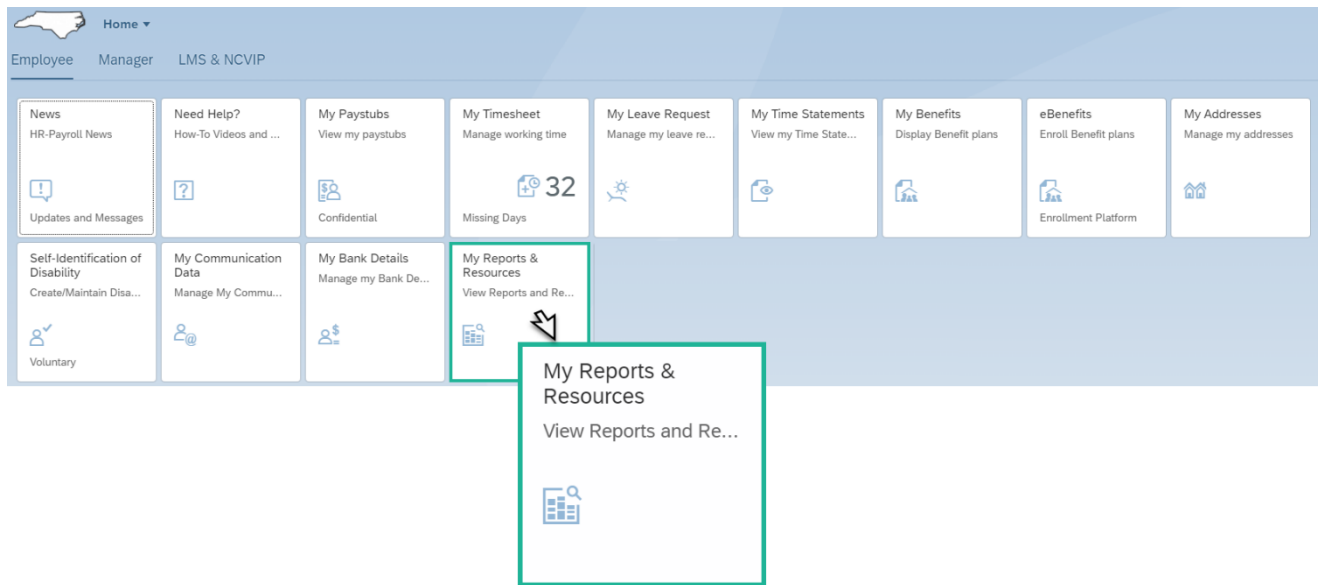 Home
Employee Manager LMS & NCVIP
News
HR-Payroll News
Updates and Messages
Need Help?
How-To Videos and ...
My Paystubs
View my paystubs
Confidential
My Timesheet
Manage working time
32
Missing Days
My Leave Request
Manage my leave re...
My Time Statements
View my Time State...
My Benefits
Display Benefit plans
eBenefits
Enroll Benefit plans
Enrollment Platform
My Addresses
Manage my addresses
Self-Identification of
Disability
Create/Maintain Disa...
Voluntary
My Communication
Data
Manage My Commu...
My Bank Details
Manage my Bank De...
My Reports &
Resources
View Reports and Re...
My Reports &
Resources
View Reports and Re...